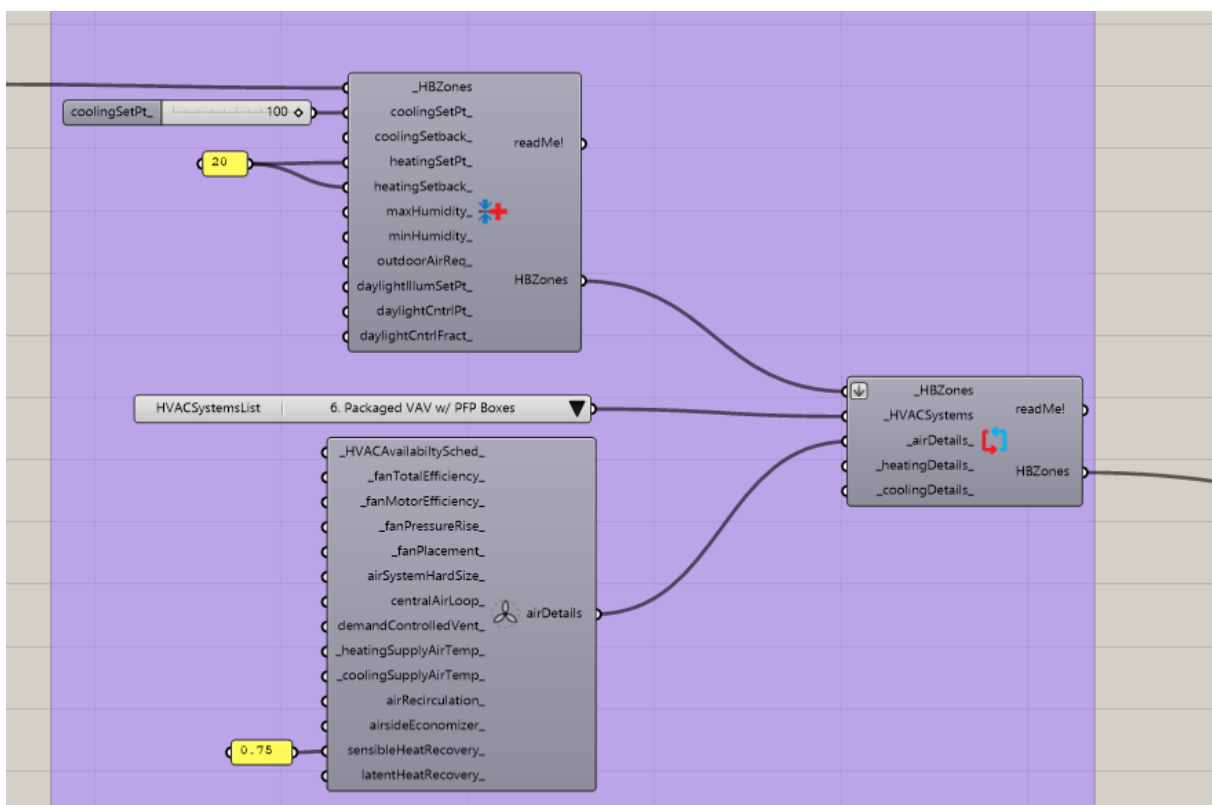 _HBZones
coolingSetPt_ 100
coolingSetPt_
coolingSetback_
readMe!
20
heatingSetPt_
heatingSetback_
maxHumidity_
minHumidity_
outdoorAirReq_
HBZones
daylightIllumSetPt_
daylightCntrlPt_
daylightCntrlFract_
HVACSystemsList 6. Packaged VAV w/ PFP Boxes
_HBZones
_HVACSystems
readMe!
_airDetails_
_heatingDetails_
HBZones
_coolingDetails_
_HVACAvailabiltySched_
_fanTotalEfficiency_
_fanMotorEfficiency_
_fanPressureRise_
_fanPlacement_
airSystemHardSize_
centralAirLoop_
airDetails
demandControlledVent_
_heatingSupplyAirTemp_
_coolingSupplyAirTemp_
airRecirculation_
airsideEconomizer_
0.75
sensibleHeatRecovery_
latentHeatRecovery_